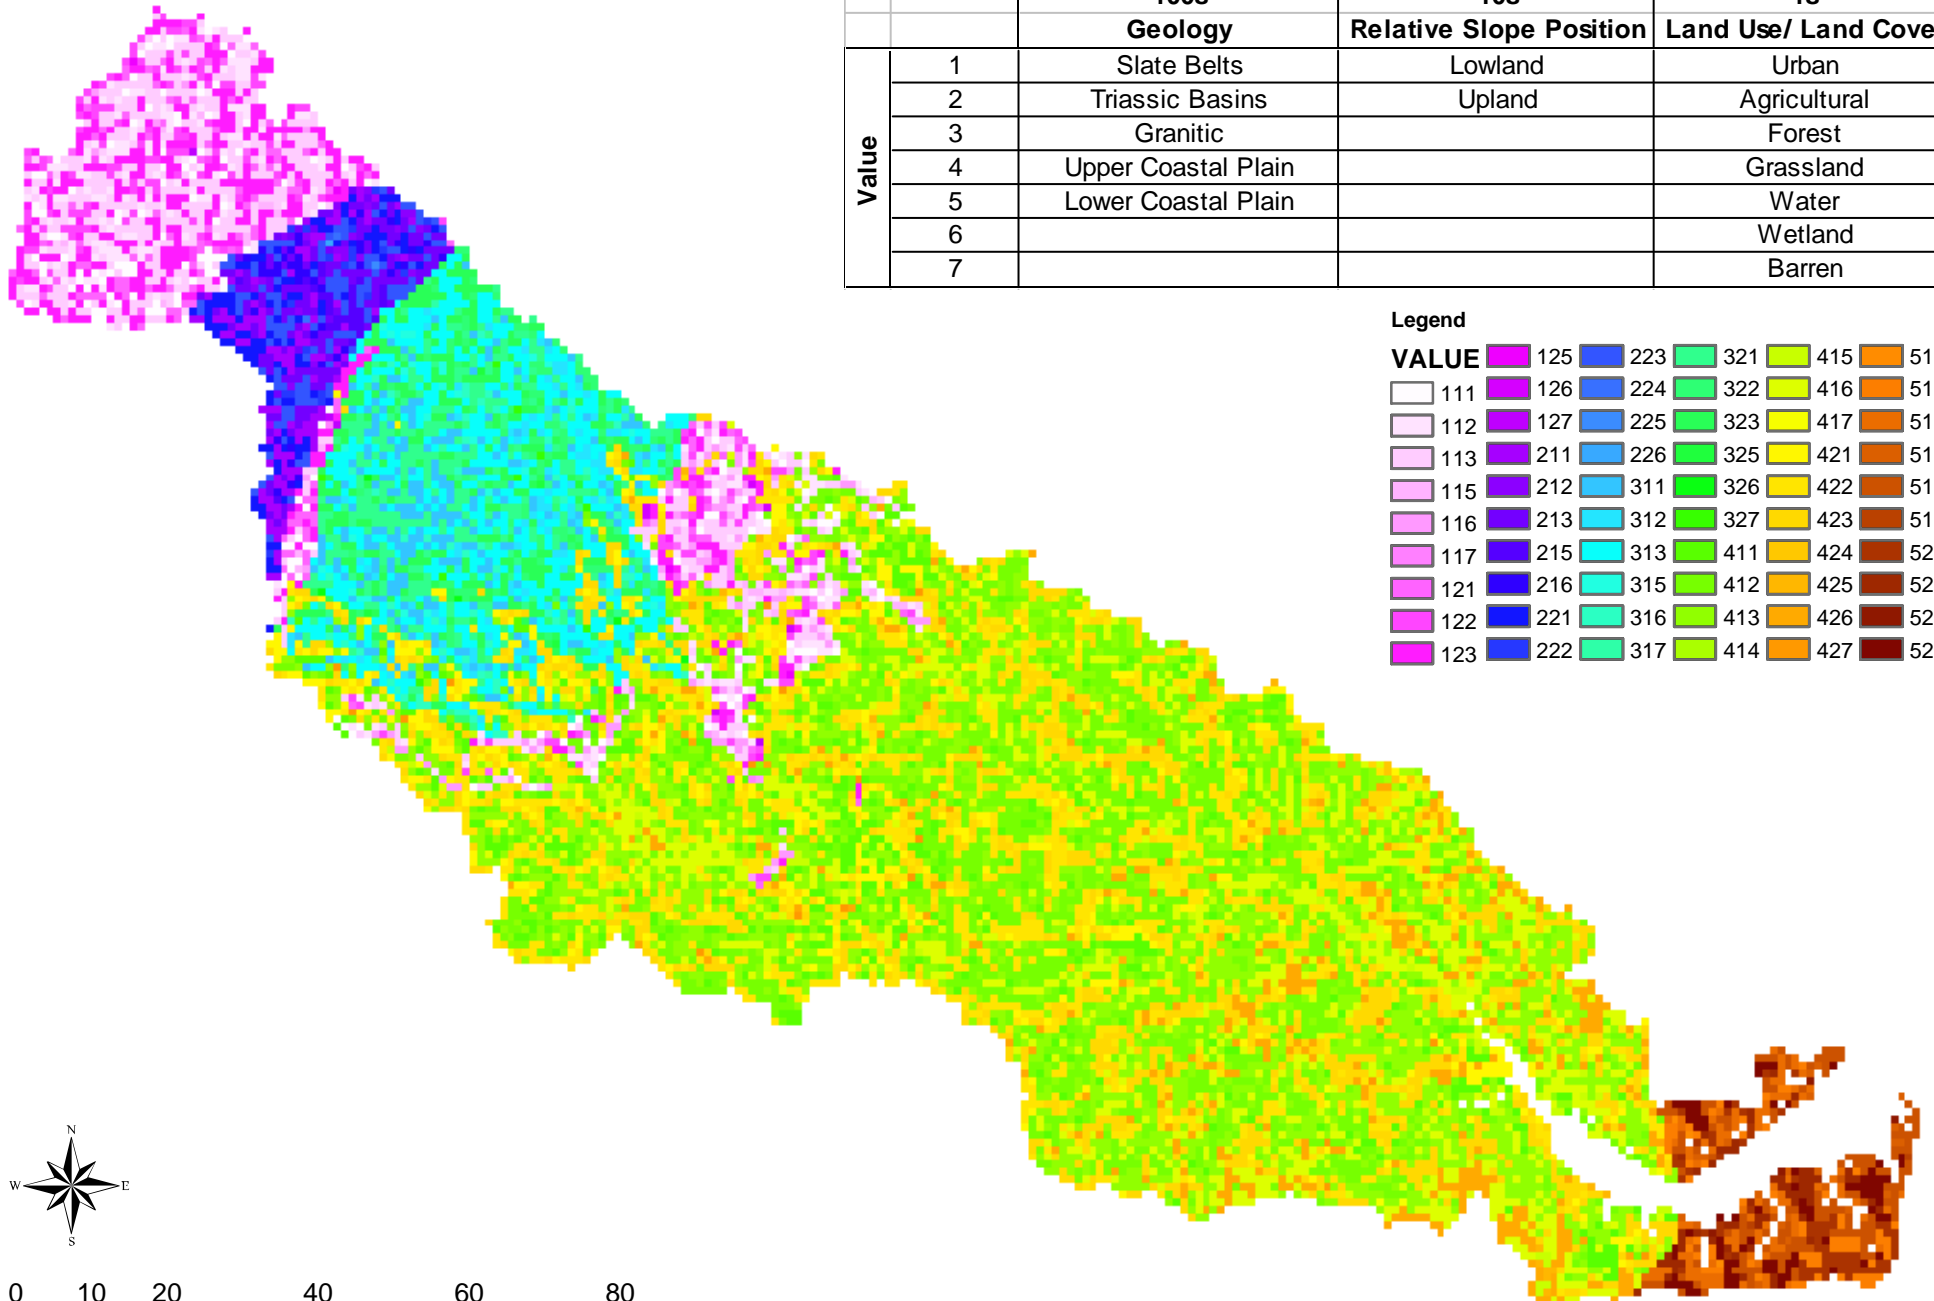 Geology Relative Slope Position Land Use/ Land Cove
Value
1 Slate Belts Lowland Urban
2 Triassic Basins Upland Agricultural
3 Granitic Forest
4 Upper Coastal Plain Grassland
5 Lower Coastal Plain Water
6 Wetland
7 Barren
Legend
VALUE 125 223 321 415 51
111 126 224 322 416 51
112 127 225 323 417 51
113 211 226 325 421 51
115 212 311 326 422 51
116 213 312 327 423 51
117 215 313 411 424 52
121 216 315 412 425 52
122 221 316 413 426 52
123 222 317 414 427 52
N
W E
S
0 10 20 40 60 80